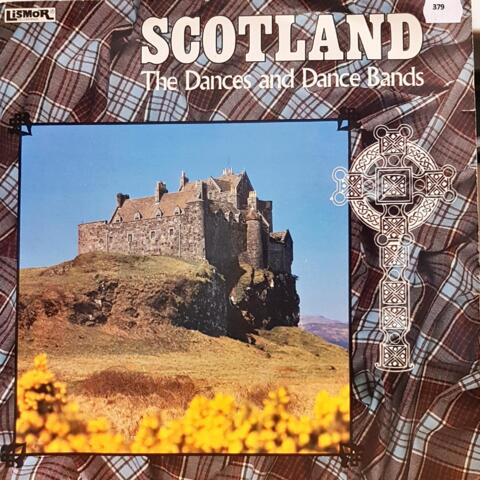 LISMOR
379
SCOTLAND
The Dances and Dance Bands